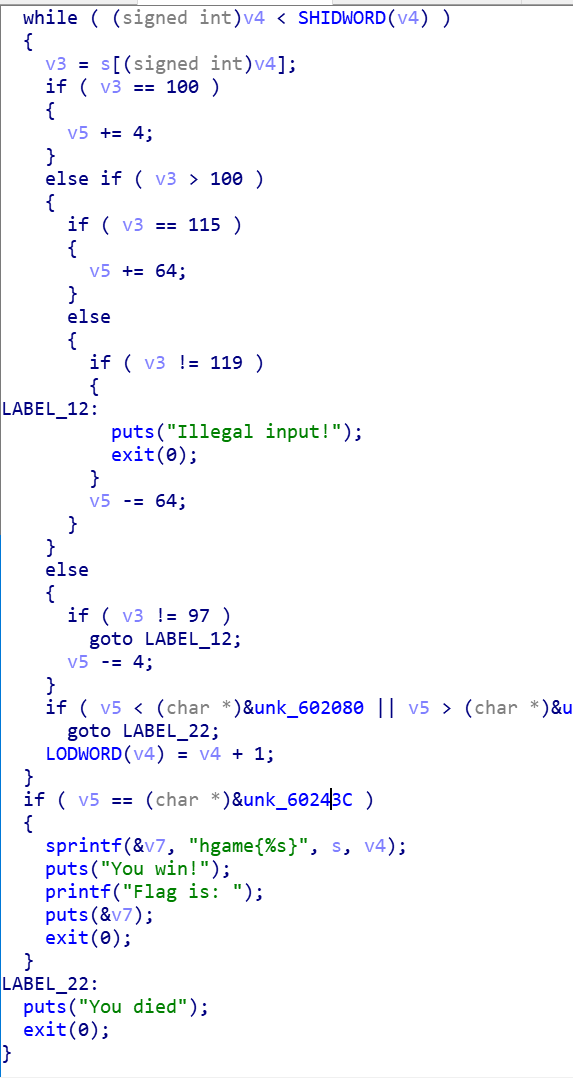 while ( (signed int)v4 < SHIDWORD(v4) )
{
v3 = s[(signed int)v4];
if ( v3 == 100 )
{
v5 += 4;
}
else if ( v3 > 100 )
{
if ( v3 == 115 )
{
v5 += 64;
}
else
{
if ( v3 != 119 )
{
LABEL_12:
puts("Illegal input!");
exit(0);
}
v5 -= 64;
}
}
else
{
if ( v3 != 97 )
goto LABEL_12;
v5 -= 4;
}
if ( v5 < (char *)&unk_602080 || v5 > (char *)&u
goto LABEL_22;
LODWORD(v4) = v4 + 1;
}
if ( v5 == (char *)&unk_60243C )
{
sprintf(&v7, "hgame{%s}", s, v4);
puts("You win!");
printf("Flag is: ");
puts(&v7);
exit(0);
}
LABEL_22:
puts("You died");
exit(0);
}